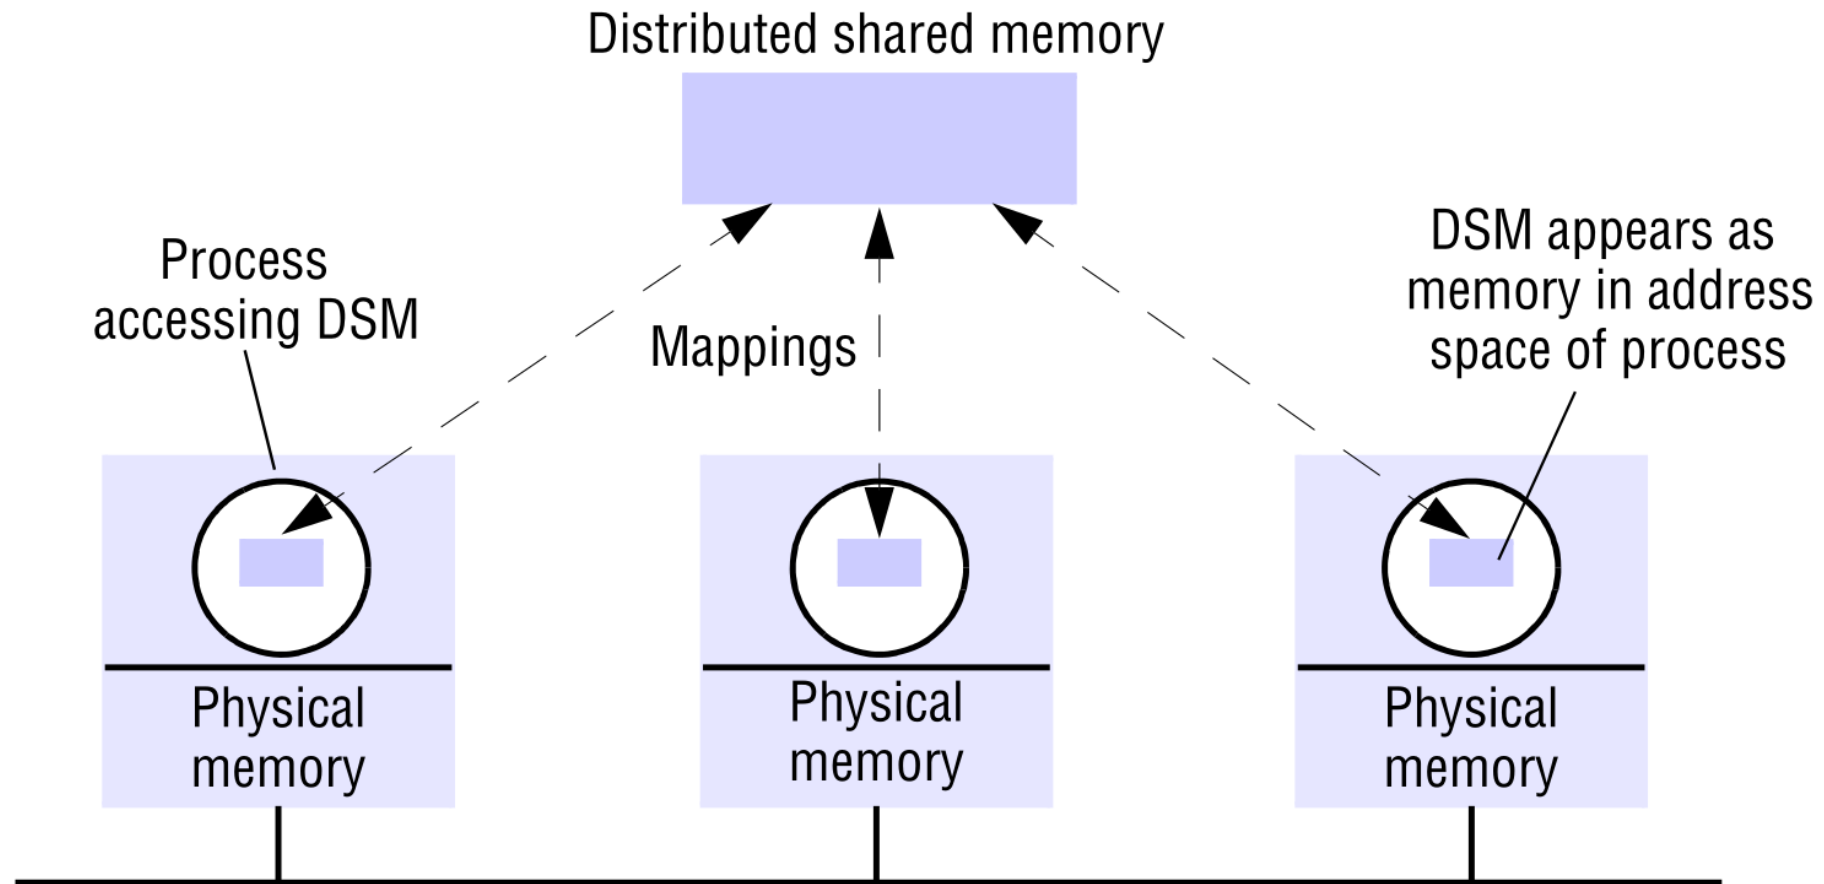 Distributed shared memory
Process
accessing DSM
Mappings
DSM appears as
memory in address
space of process
Physical
memory
Physical
memory
Physical
memory